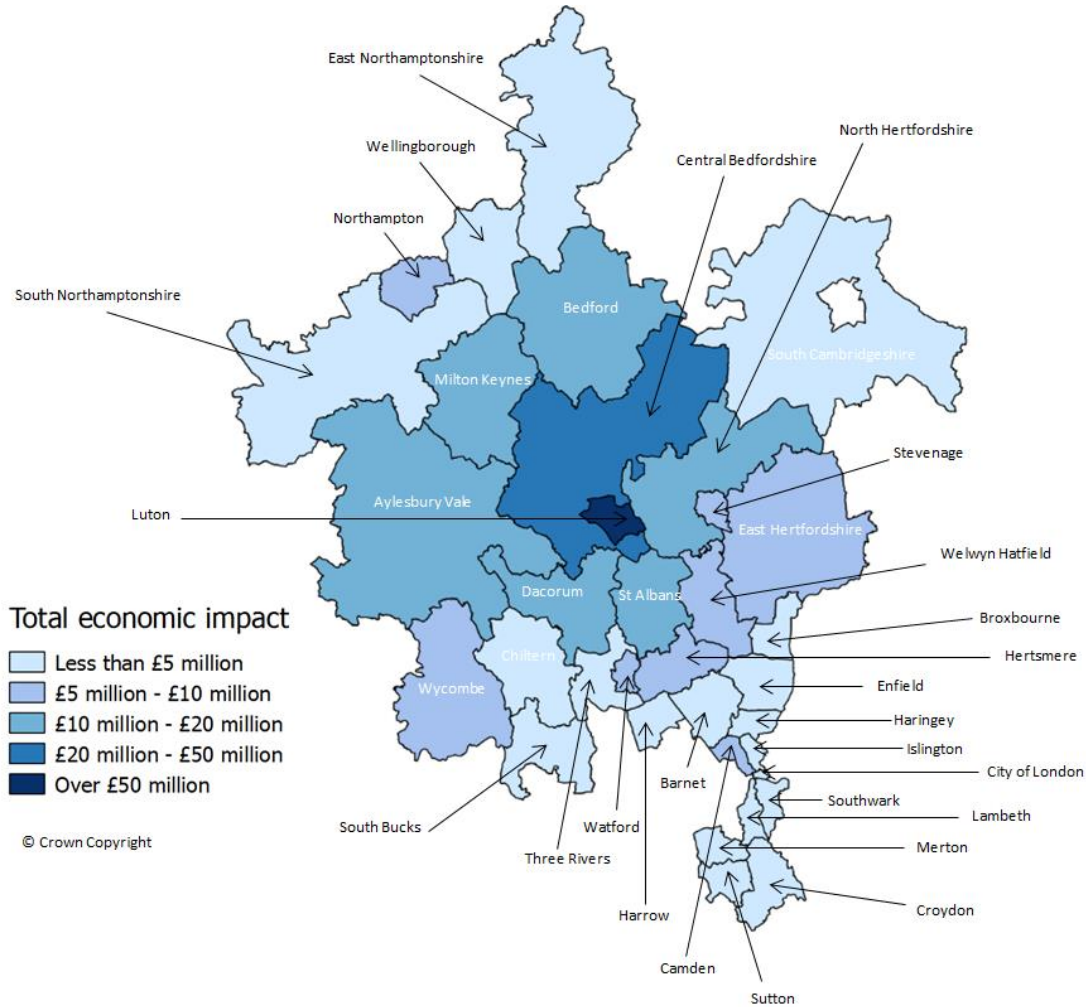 East Northamptonshire
North Hertfordshire
Wellingborough
Central Bedfordshire
Northampton
South Northamptonshire
Bedford
South Cambridgeshire
Milton Keynes
Stevenage
Aylesbury Vale
Luton
East Hertfordshire
Welwyn Hatfield
Dacorum
St Albans
Total economic impact
Less than £5 million
£5 million - £10 million
£10 million - £20 million
£20 million - £50 million
Over £50 million
© Crown Copyright
Broxbourne
Chiltern
Hertsmere
Wycombe
Enfield
Haringey
Islington
City of London
Barnet
Southwark
South Bucks
Watford
Lambeth
Three Rivers
Merton
Harrow
Croydon
Camden
Sutton